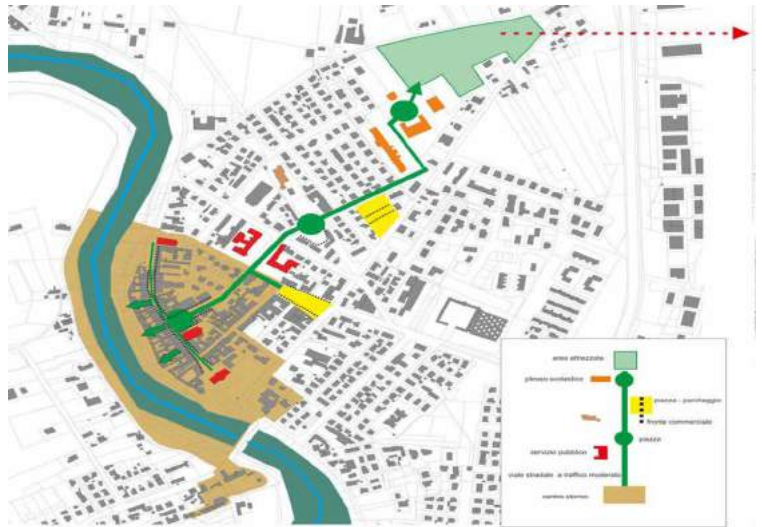 area attrezzata
plesso scolastico
piazza - parcheggio
fronte commerciale
piazza
servizio pubblico
viale stradale a traffico moderato
centro storico